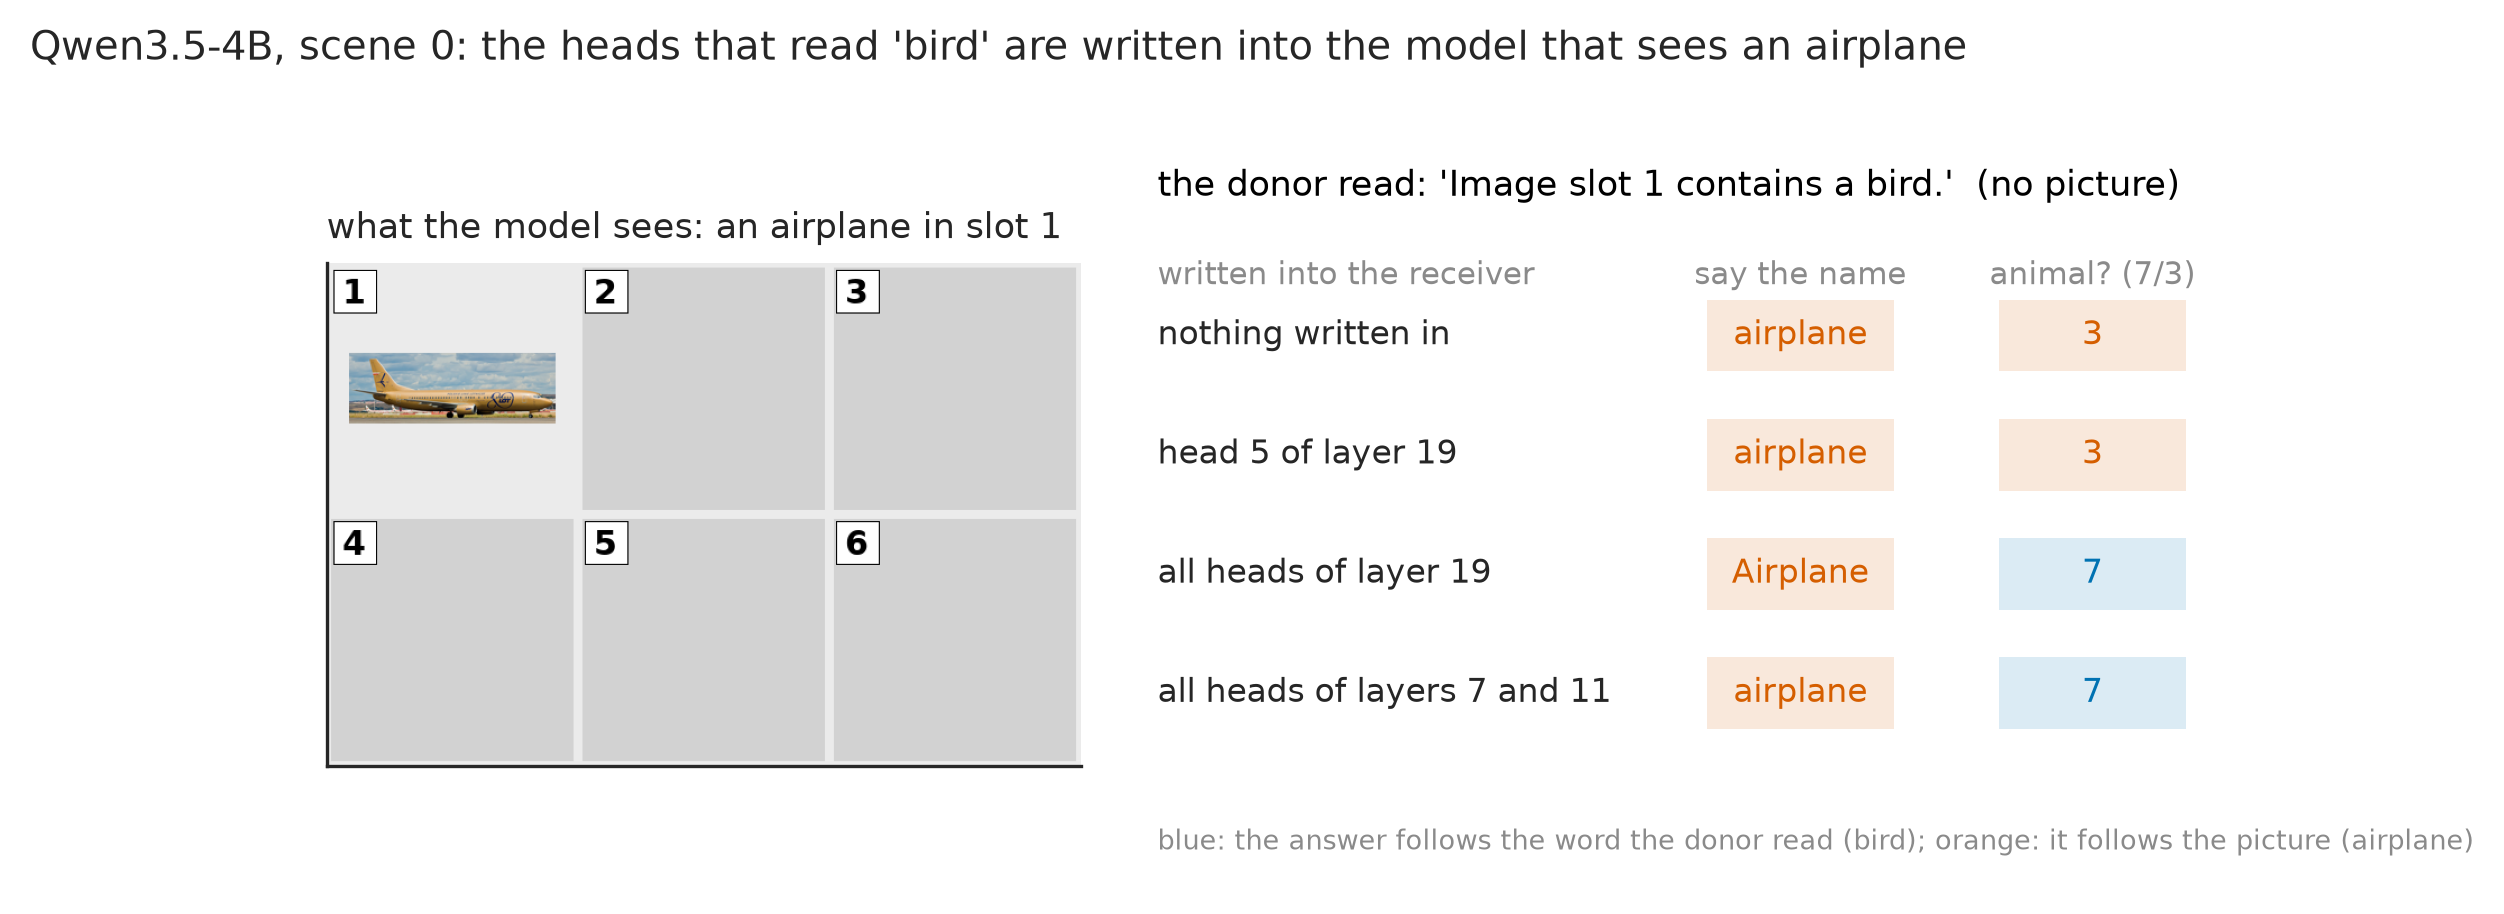 Qwen3.5-4B, scene 0: the heads that read 'bird' are written into the model that sees an airplane
what the model sees: an airplane in slot 1
1
2
3
4
5
6
the donor read: 'Image slot 1 contains a bird.'  (no picture)
written into the receiver say the name animal? (7/3)
nothing written in airplane 3
head 5 of layer 19 airplane 3
all heads of layer 19 Airplane 7
all heads of layers 7 and 11 airplane 7
blue: the answer follows the word the donor read (bird); orange: it follows the picture (airplane)